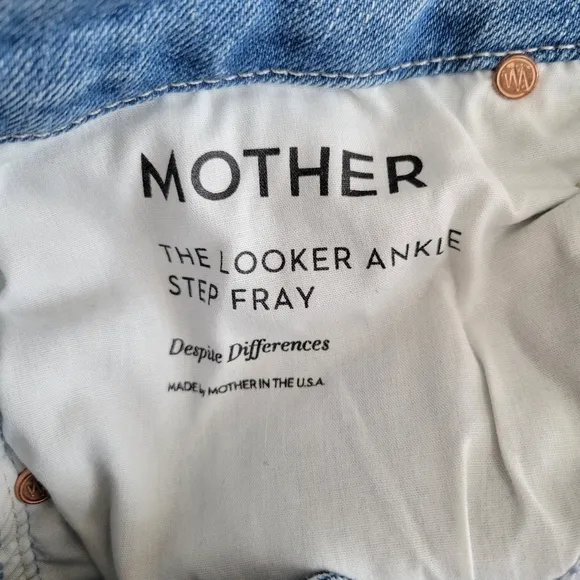 MOTHER
THE LOOKER ANKLE
STEP FRAY
Despite Differences
MADE by MOTHER IN THE U.S.A.